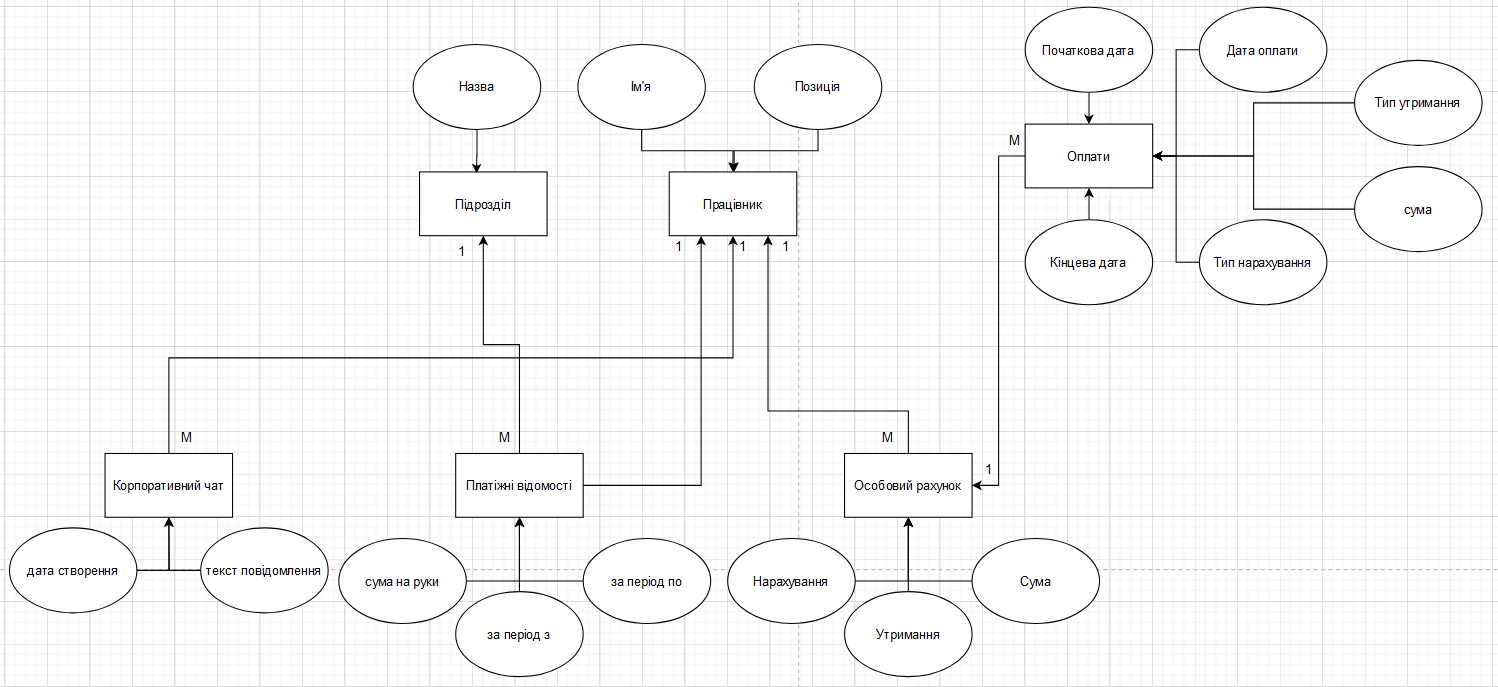 Початкова дата
Дата оплати
Назва
Ім'я
Позиція
Тип утримання
M
Оплати
Підрозділ
Працівник
сума
1
1
1
1
Кінцева дата
Тип нарахування
M
M
M
1
Корпоративний чат
Платіжні відомості
Особовий рахунок
дата створення
текст повідомлення
сума на руки
за період по
Нарахування
Сума
за період з
Утримання